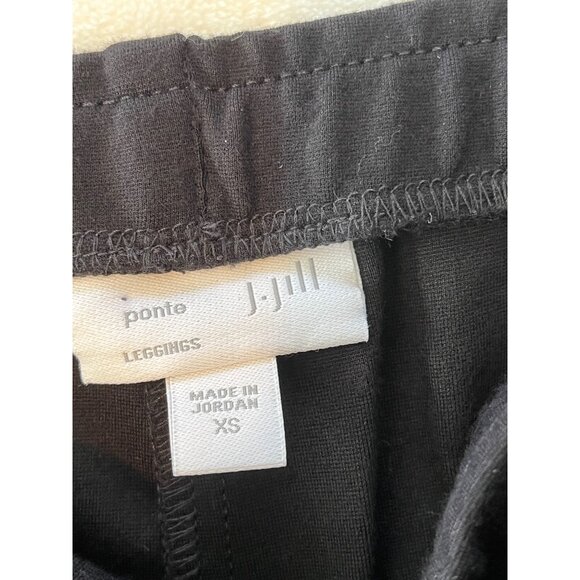 ponte J.Jill
LEGGINGS
MADE IN
JORDAN
XS